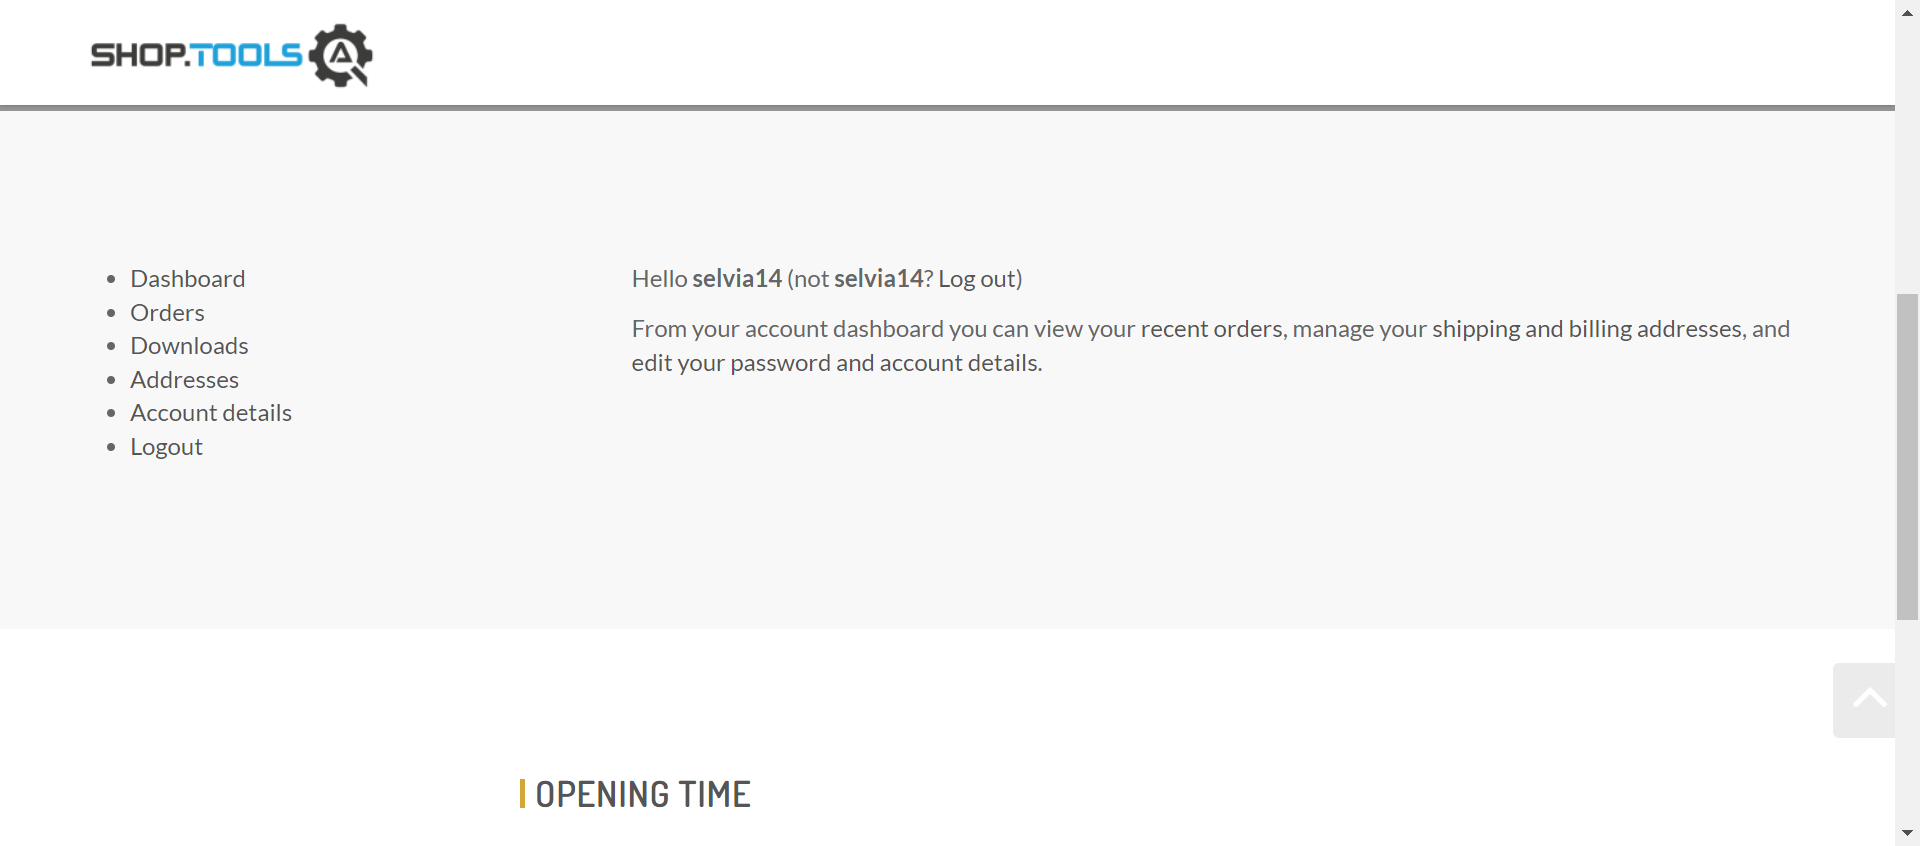 SHOP.TOOLS
Dashboard
Orders
Downloads
Addresses
Account details
Logout
Hello selvia14 (not selvia14? Log out)
From your account dashboard you can view your recent orders, manage your shipping and billing addresses, and
edit your password and account details.
OPENING TIME